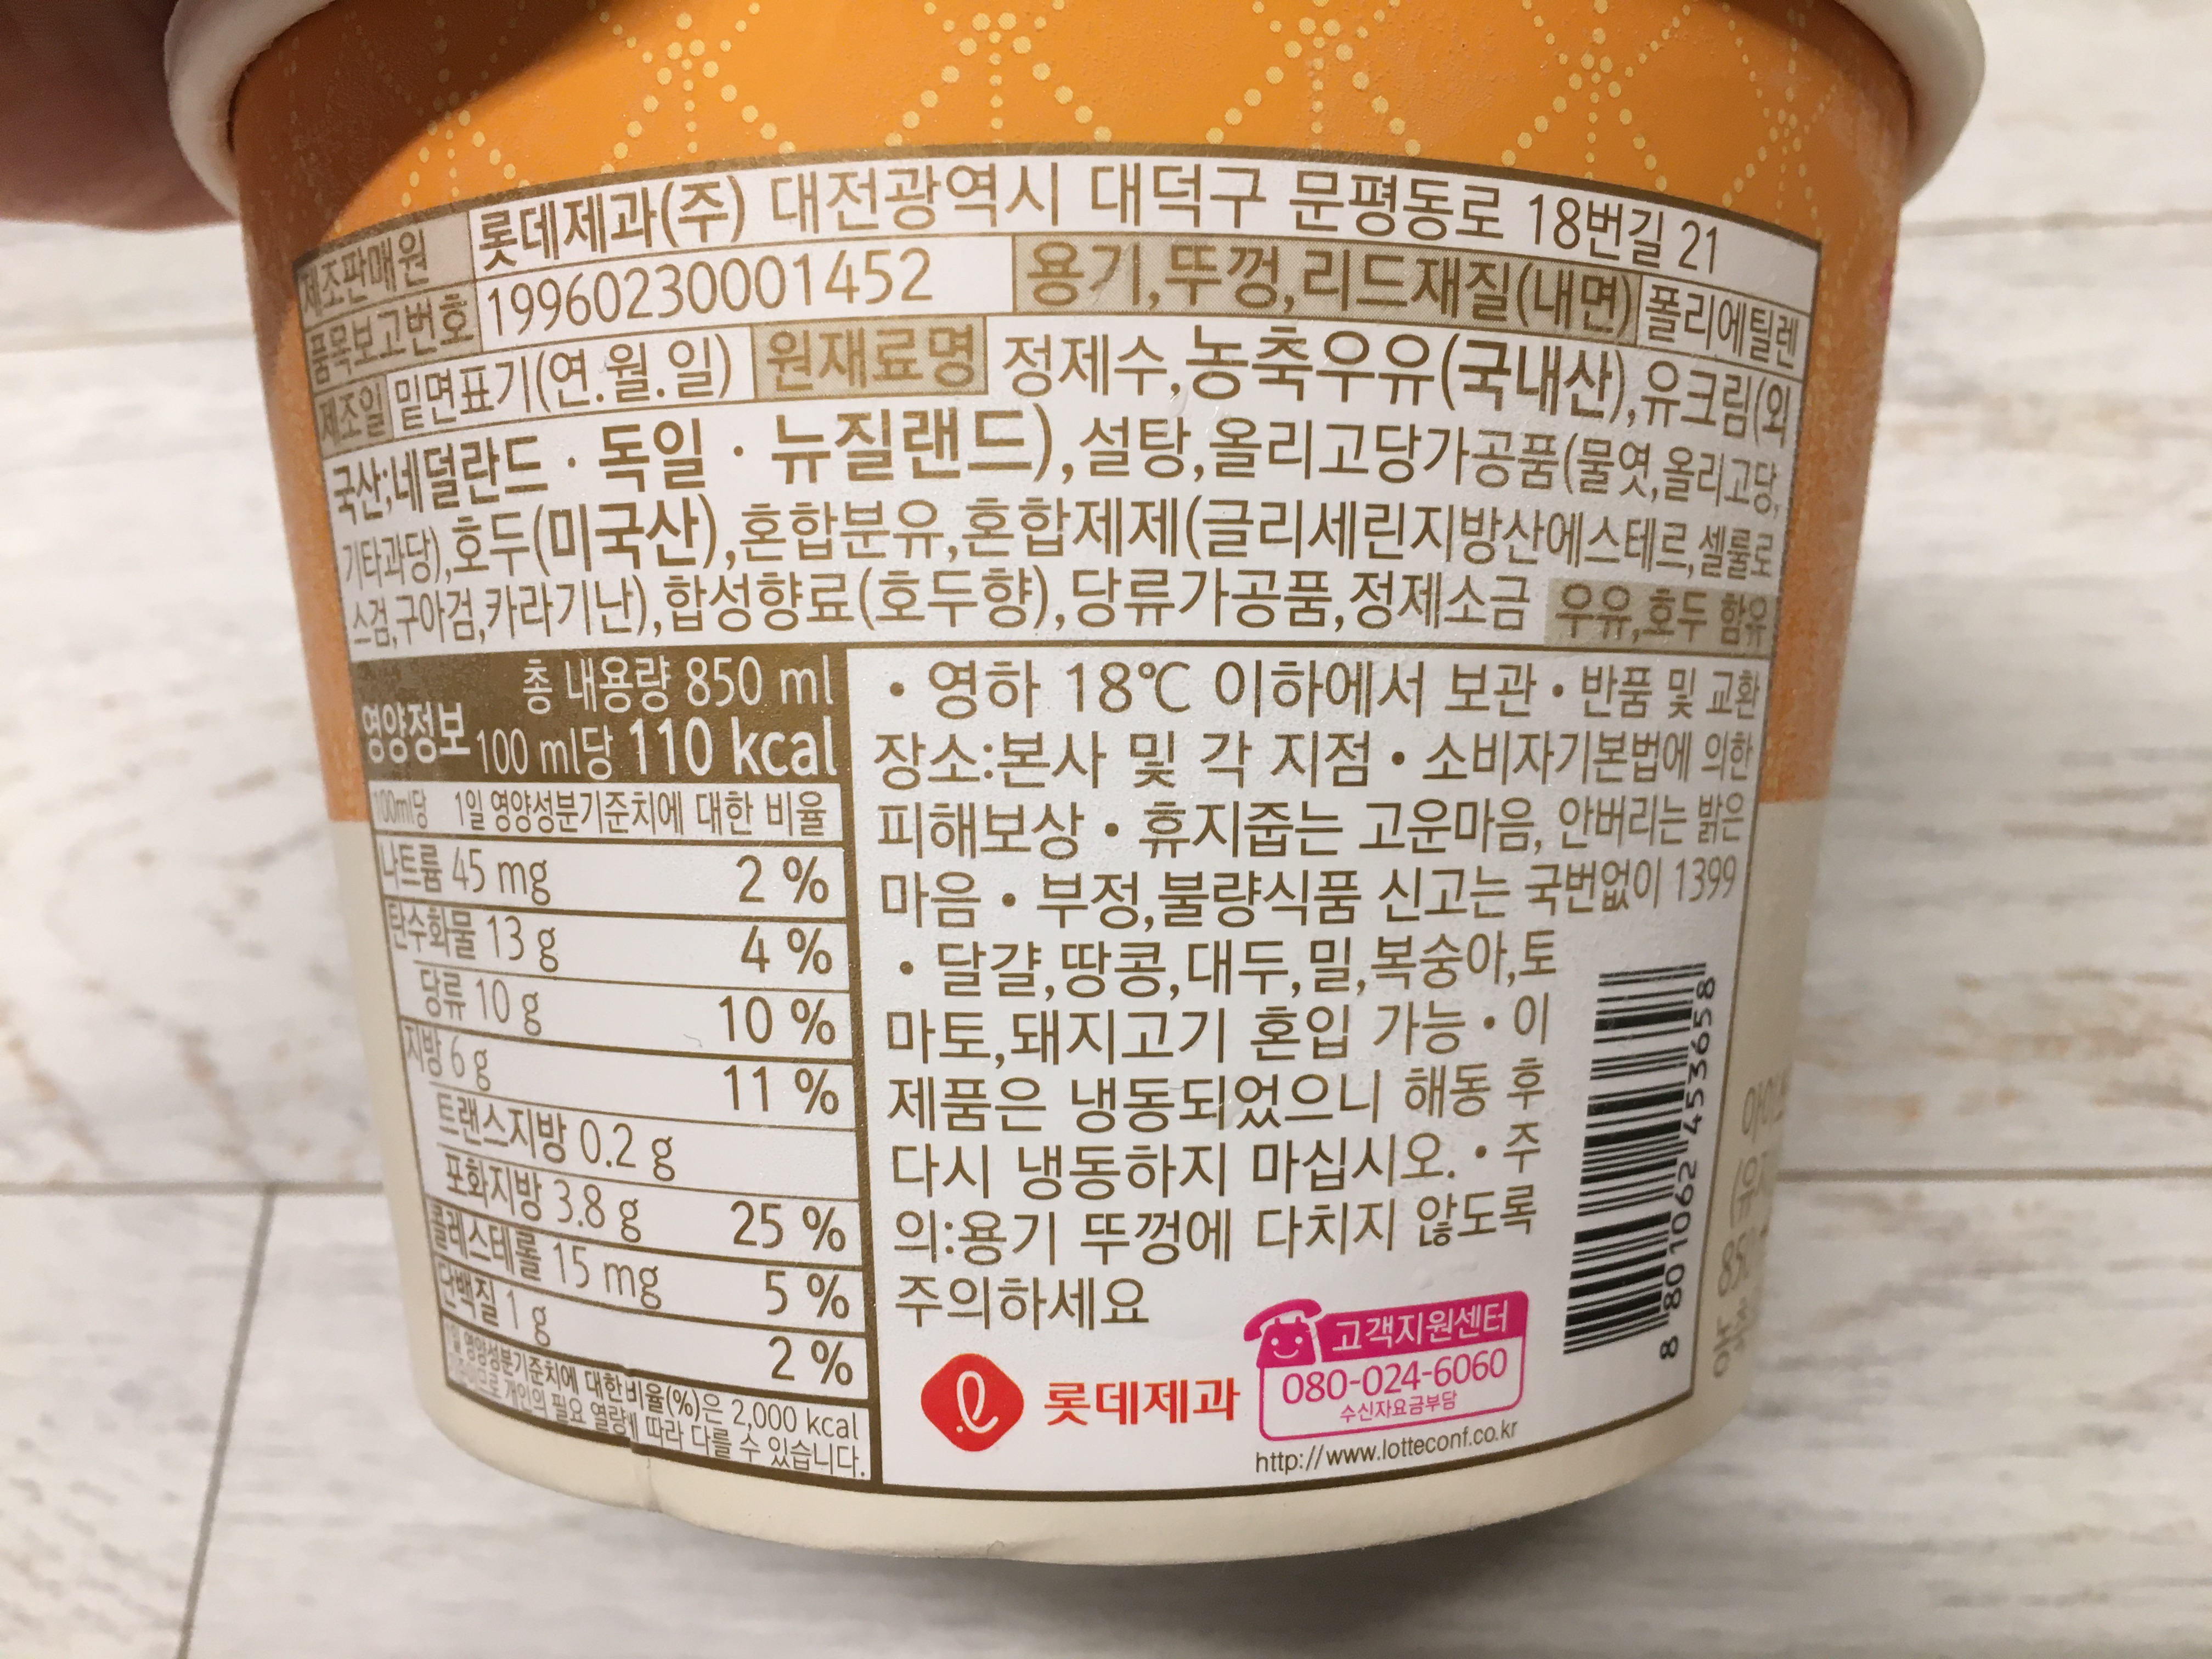 제조판매원 롯데제과(주) 대전광역시 대덕구 문평동로 18번길 21
품목보고번호 19960230001452 용기,뚜껑,리드재질(내면) 폴리에틸렌
제조일 밑면표기(연.월.일) 원재료명 정제수,농축우유(국내산),유크림(외
국산;네덜란드·독일·뉴질랜드),설탕,올리고당가공품(물엿,올리고당,
기타과당),호두(미국산),혼합분유,혼합제제(글리세린지방산에스테르,셀룰로
스검,구아검,카라기난),합성향료(호두향),당류가공품,정제소금 우유,호두 함유
영양정보
총 내용량 850 ml
100 ml당 110 kcal
100ml당 1일 영양성분기준치에 대한 비율
나트륨 45 mg 2 %
탄수화물 13 g 4 %
당류 10 g 10 %
지방 6 g 11 %
트랜스지방 0.2 g
포화지방 3.8 g 25 %
콜레스테롤 15 mg 5 %
단백질 1 g 2 %
1일 영양성분기준치에 대한 비율(%)은 2,000 kcal
기준이므로 개인의 필요 열량에 따라 다를 수 있습니다.
• 영하 18℃ 이하에서 보관 • 반품 및 교환
장소:본사 및 각 지점 • 소비자기본법에 의한
피해보상 • 휴지줍는 고운마음, 안버리는 밝은
마음 • 부정,불량식품 신고는 국번없이 1399
• 달걀,땅콩,대두,밀,복숭아,토
마토,돼지고기 혼입 가능 • 이
제품은 냉동되었으니 해동 후
다시 냉동하지 마십시오. • 주
의:용기 뚜껑에 다치지 않도록
주의하세요
롯데제과
고객지원센터
080-024-6060
수신자요금부담
http://www.lotteconf.co.kr
8 801062 453658